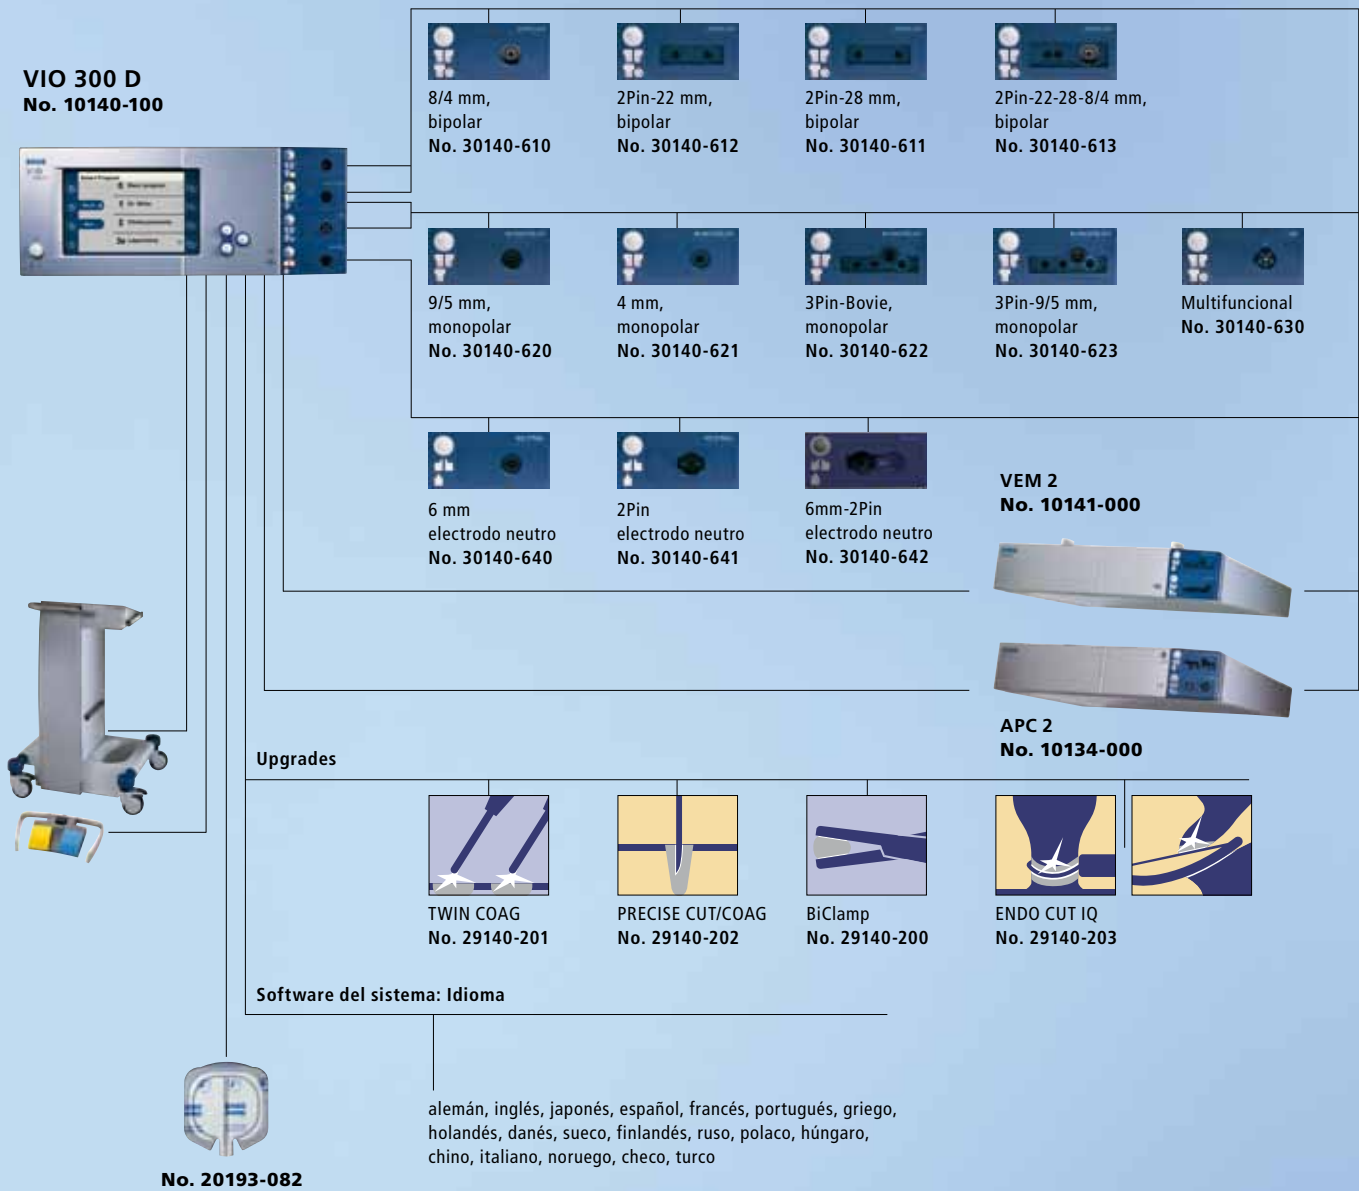 VIO 300 D
No. 10140-100
8/4 mm,
bipolar
No. 30140-610
2Pin-22 mm,
bipolar
No. 30140-612
2Pin-28 mm,
bipolar
No. 30140-611
2Pin-22-28-8/4 mm,
bipolar
No. 30140-613
9/5 mm,
monopolar
No. 30140-620
4 mm,
monopolar
No. 30140-621
3Pin-Bovie,
monopolar
No. 30140-622
3Pin-9/5 mm,
monopolar
No. 30140-623
Multifuncional
No. 30140-630
6 mm
electrodo neutro
No. 30140-640
2Pin
electrodo neutro
No. 30140-641
6mm-2Pin
electrodo neutro
No. 30140-642
VEM 2
No. 10141-000
APC 2
No. 10134-000
Upgrades
TWIN COAG
No. 29140-201
PRECISE CUT/COAG
No. 29140-202
BiClamp
No. 29140-200
ENDO CUT IQ
No. 29140-203
Software del sistema: Idioma
alemán, inglés, japonés, español, francés, portugués, griego,
holandés, danés, sueco, finlandés, ruso, polaco, húngaro,
chino, italiano, noruego, checo, turco
No. 20193-082